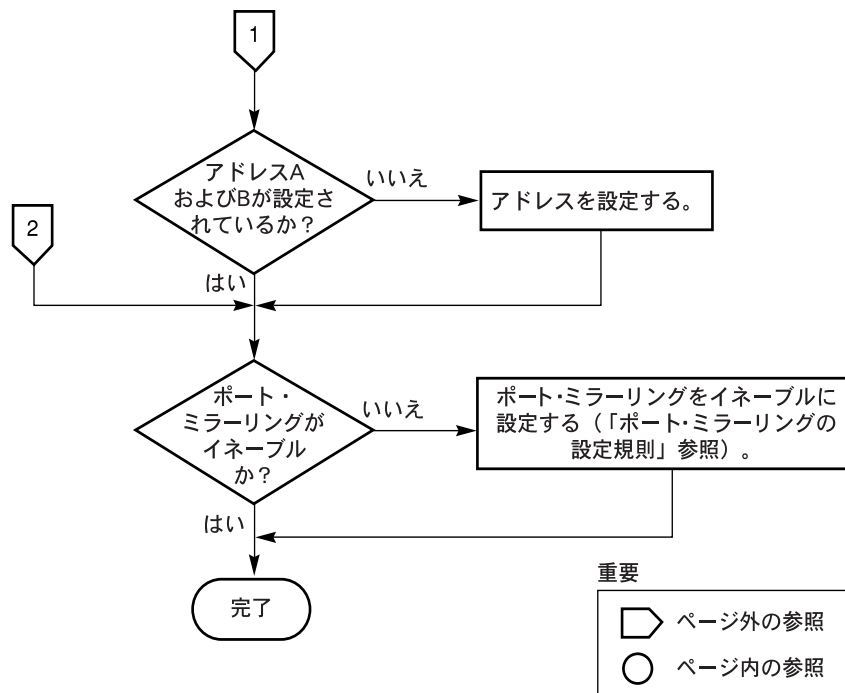 1
アドレスA
およびBが設定さ
れているか？
いいえ
アドレスを設定する。
2
はい
ポート・
ミラーリングが
イネーブル
か？
いいえ
ポート・ミラーリングをイネーブルに
設定する（「ポート・ミラーリングの
設定規則」参照）。
はい
完了
重要
ページ外の参照
ページ内の参照